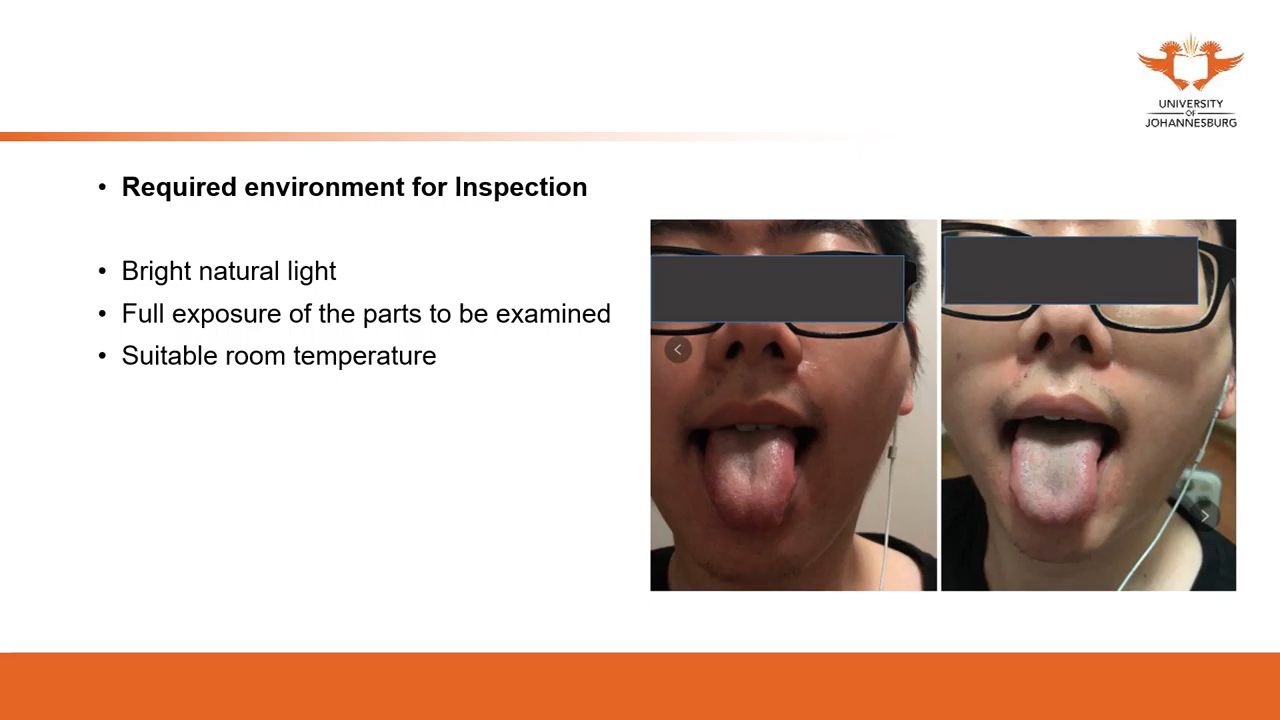 UNIVERSITY
OF
JOHANNESBURG
• Required environment for Inspection
• Bright natural light
• Full exposure of the parts to be examined
• Suitable room temperature